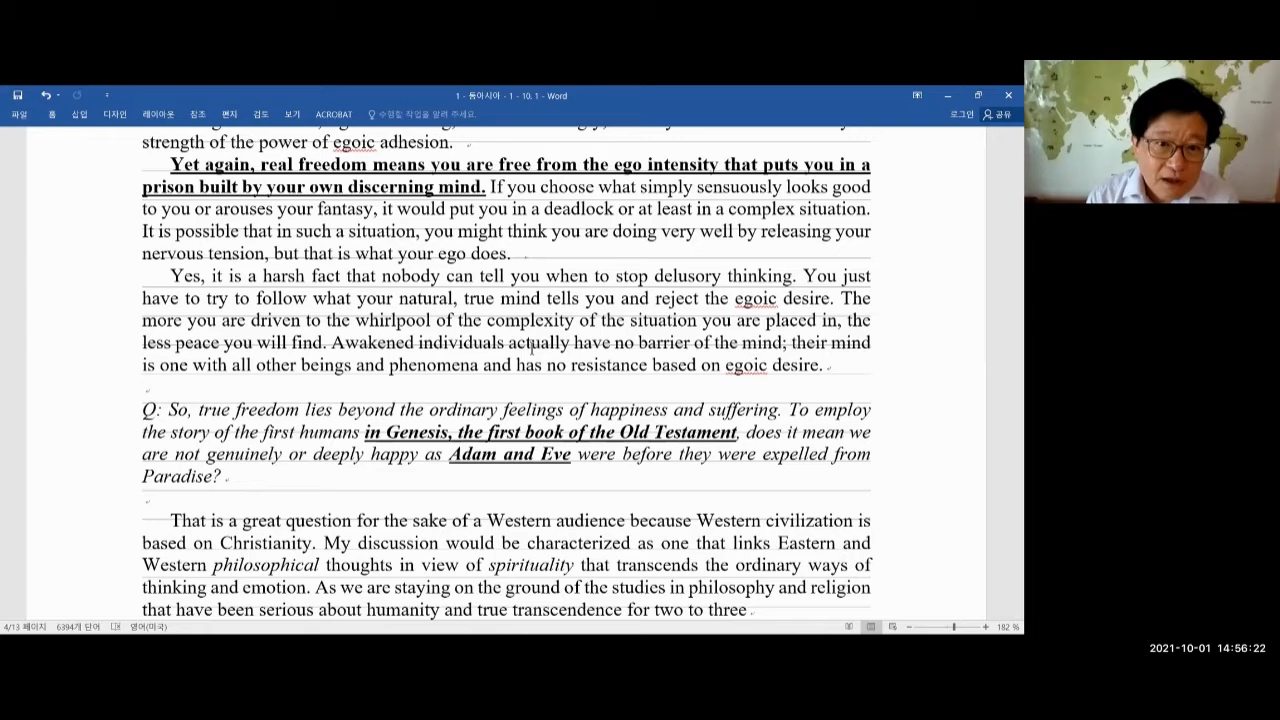 1 - 동아시아 - 1 - 10. 1 - Word
파일 홈 삽입 디자인 레이아웃 참조 편지 검토 보기 ACROBAT 수행할 작업을 알려 주세요. 로그인 공유
strength of the power of egoic adhesion.
Yet again, real freedom means you are free from the ego intensity that puts you in a
prison built by your own discerning mind. If you choose what simply sensuously looks good
to you or arouses your fantasy, it would put you in a deadlock or at least in a complex situation.
It is possible that in such a situation, you might think you are doing very well by releasing your
nervous tension, but that is what your ego does.
Yes, it is a harsh fact that nobody can tell you when to stop delusory thinking. You just
have to try to follow what your natural, true mind tells you and reject the egoic desire. The
more you are driven to the whirlpool of the complexity of the situation you are placed in, the
less peace you will find. Awakened individuals actually have no barrier of the mind; their mind
is one with all other beings and phenomena and has no resistance based on egoic desire.
Q: So, true freedom lies beyond the ordinary feelings of happiness and suffering. To employ
the story of the first humans in Genesis, the first book of the Old Testament, does it mean we
are not genuinely or deeply happy as Adam and Eve were before they were expelled from
Paradise?
That is a great question for the sake of a Western audience because Western civilization is
based on Christianity. My discussion would be characterized as one that links Eastern and
Western philosophical thoughts in view of spirituality that transcends the ordinary ways of
thinking and emotion. As we are staying on the ground of the studies in philosophy and religion
that have been serious about humanity and true transcendence for two to three
4/13 페이지 6394개 단어 영어(미국) 182 %
2021-10-01 14:56:22